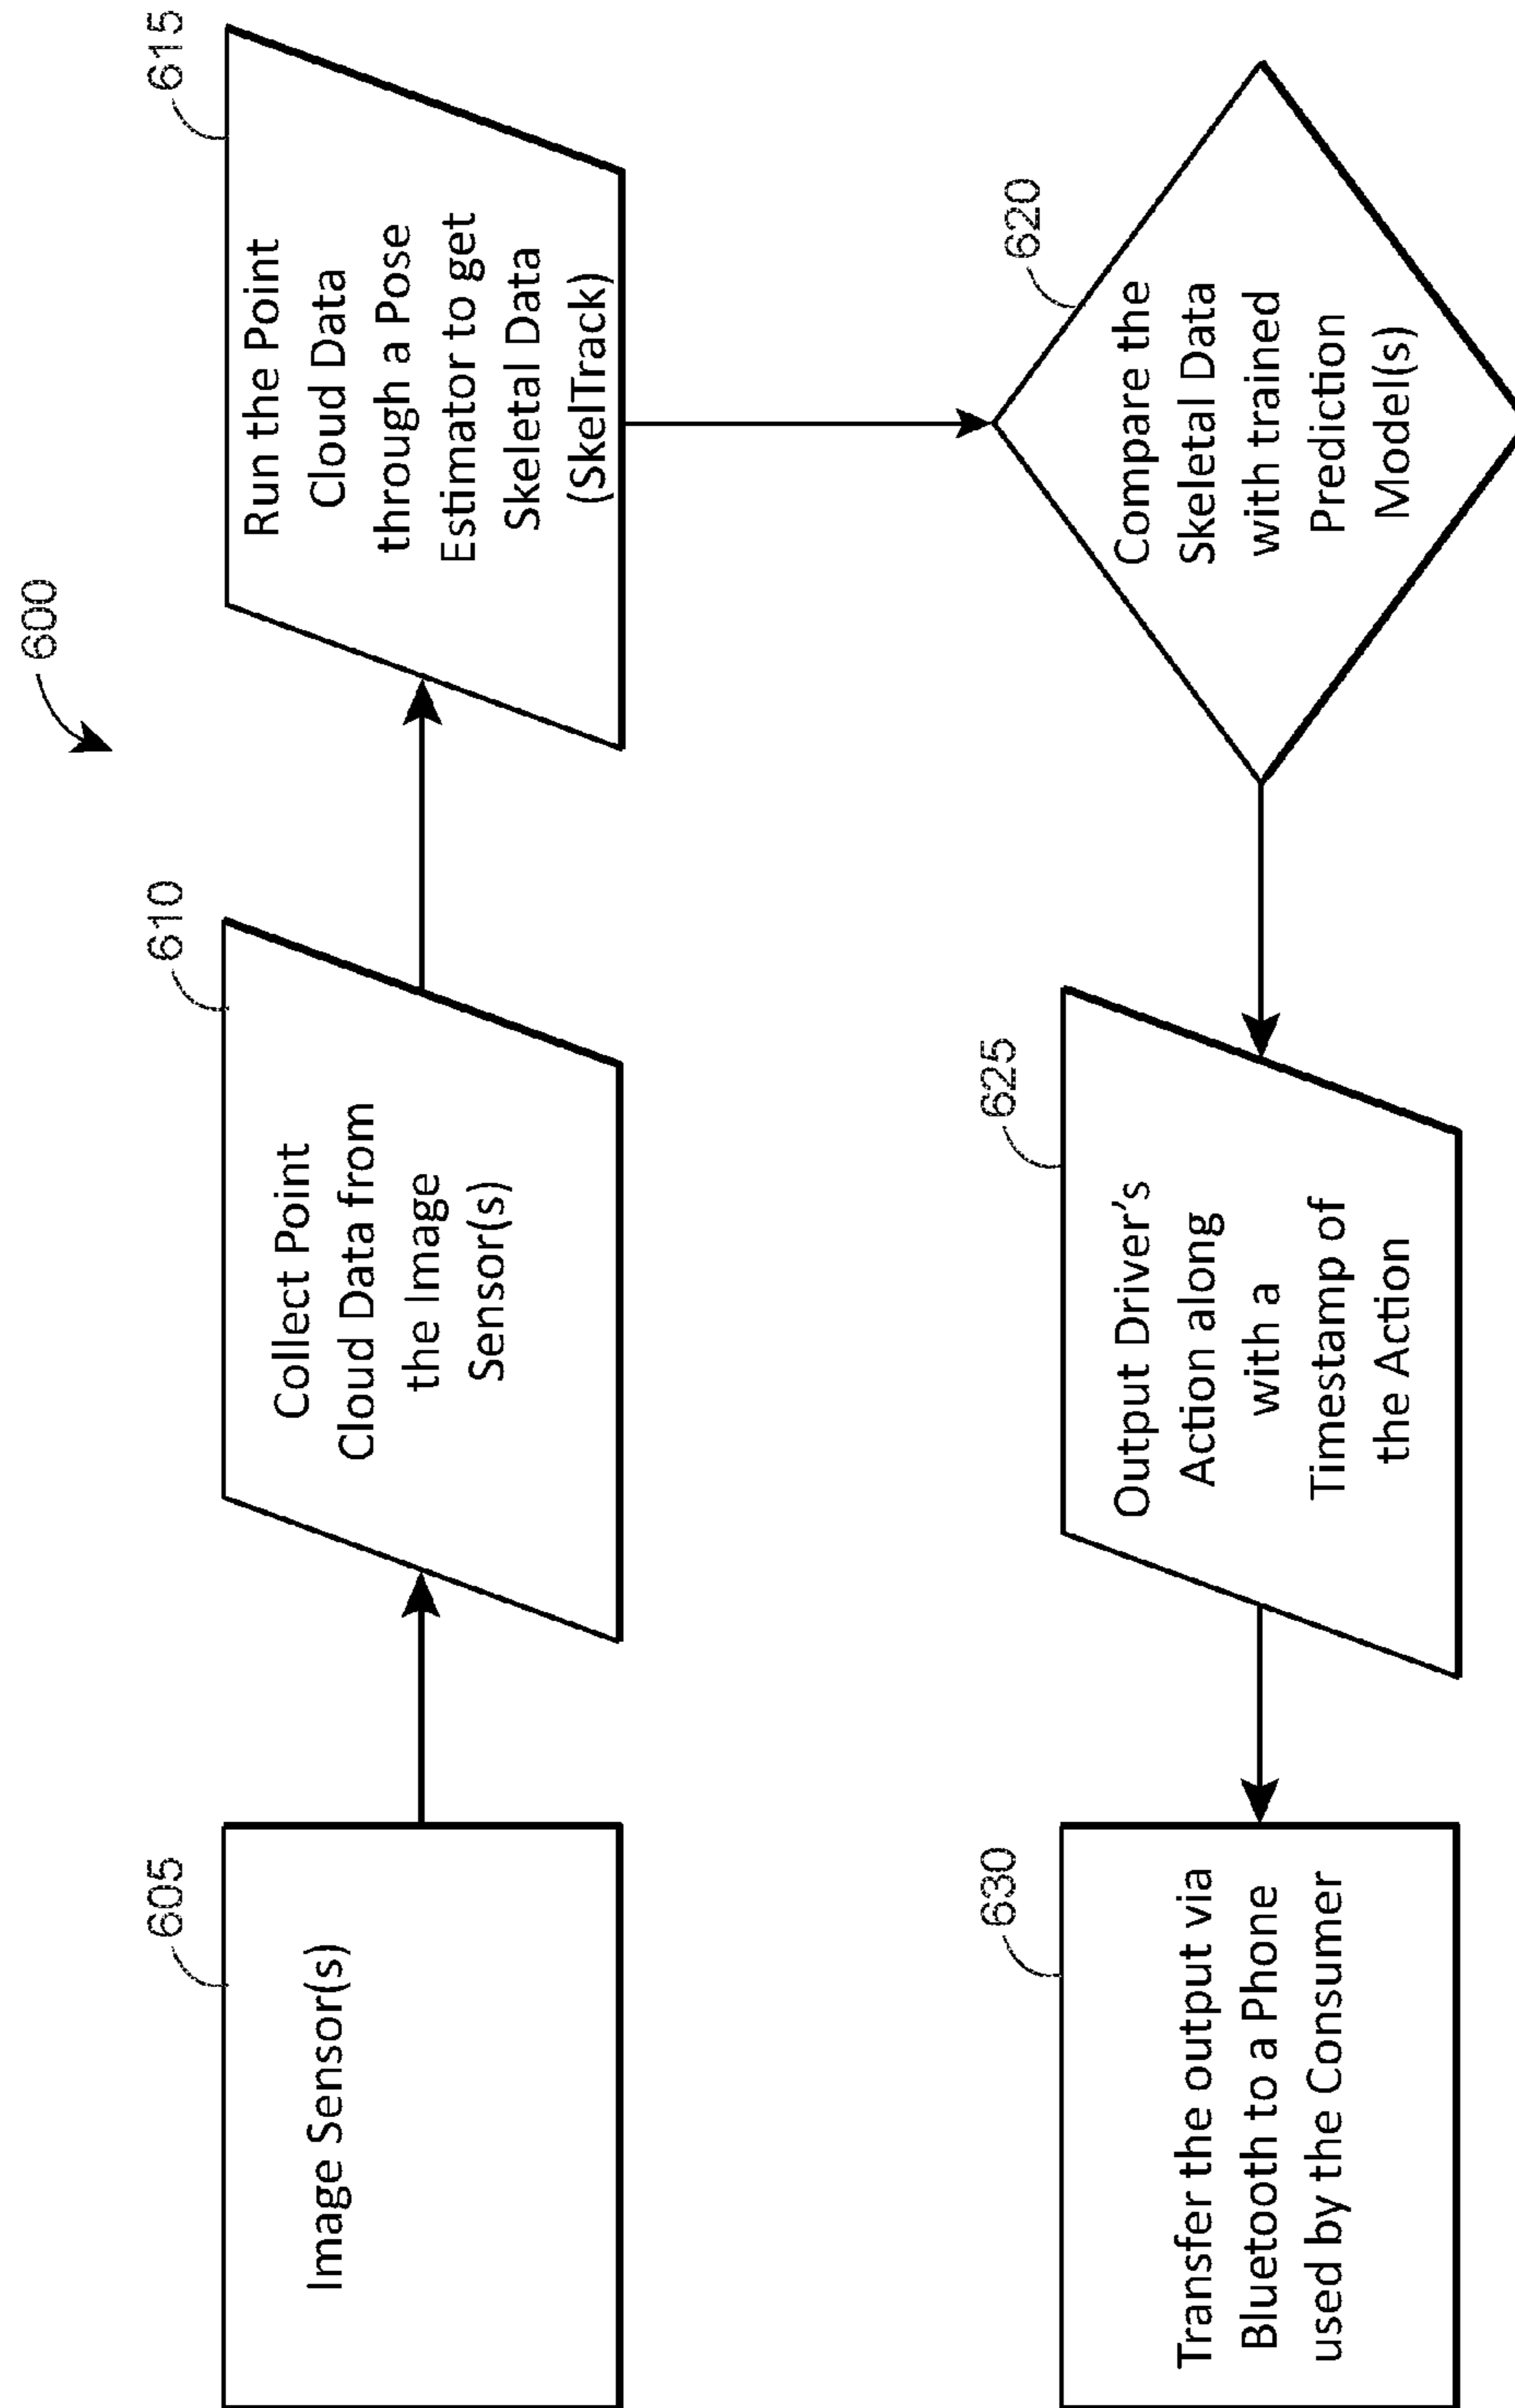 600
605
Image Sensor(s)
610
Collect Point
Cloud Data from
the Image
Sensor(s)
615
Run the Point
Cloud Data
through a Pose
Estimator to get
Skeletal Data
(SkelTrack)
620
Compare the
Skeletal Data
with trained
Prediction
Model(s)
625
Output Driver's
Action along
with a
Timestamp of
the Action
630
Transfer the output via
Bluetooth to a Phone
used by the Consumer